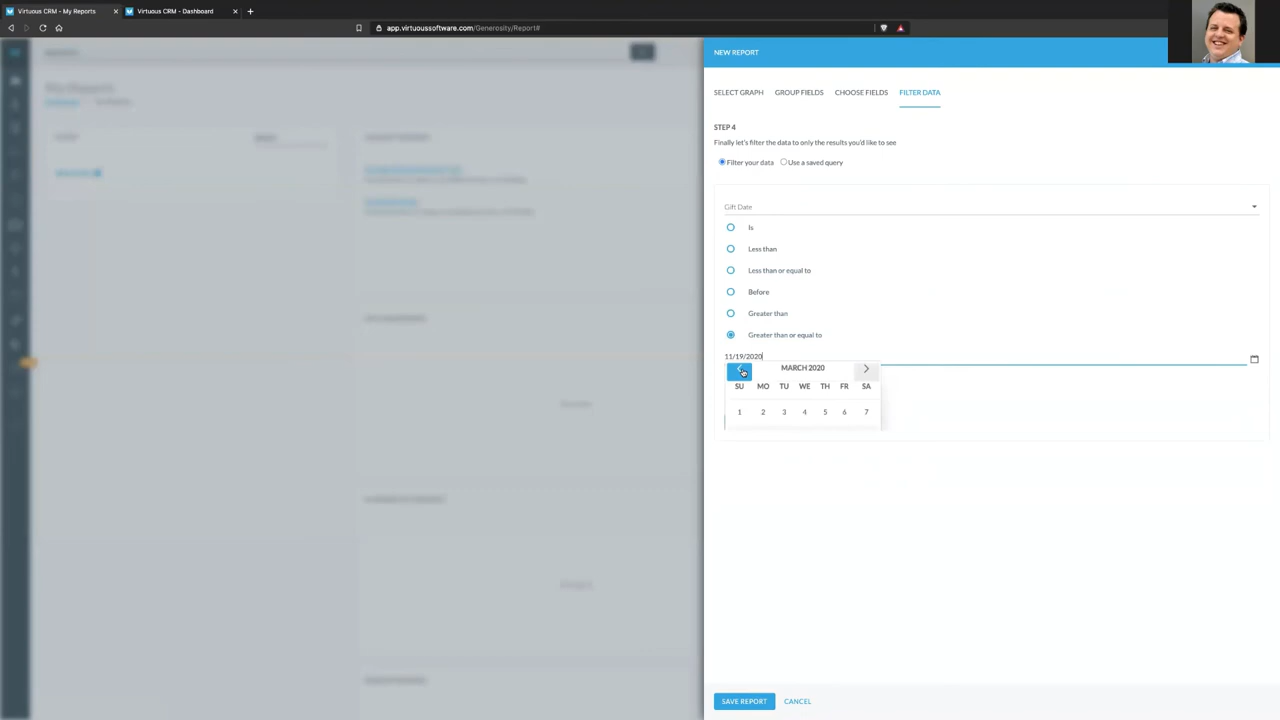 Virtuous CRM - My Reports
Virtuous CRM - Dashboard
app.virtuoussoftware.com/Generosity/Report#
NEW REPORT
SELECT GRAPH
GROUP FIELDS
CHOOSE FIELDS
FILTER DATA
STEP 4
Finally let's filter the data to only the results you'd like to see
Filter your data
Use a saved query
Gift Date
Is
Less than
Less than or equal to
Before
Greater than
Greater than or equal to
11/19/2020
MARCH 2020
SU MO TU WE TH FR SA
1 2 3 4 5 6 7
SAVE REPORT
CANCEL